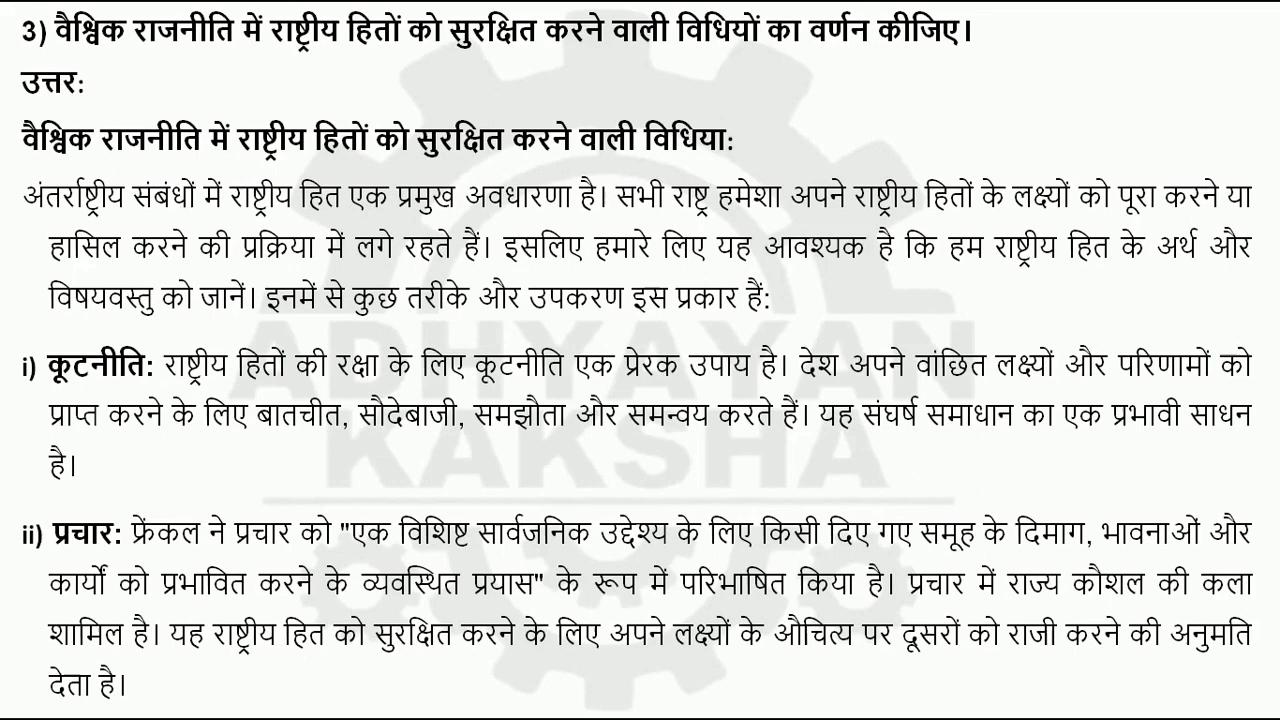 3) वैश्विक राजनीति में राष्ट्रीय हितों को सुरक्षित करने वाली विधियों का वर्णन कीजिए।
उत्तर:
वैश्विक राजनीति में राष्ट्रीय हितों को सुरक्षित करने वाली विधिया:
अंतर्राष्ट्रीय संबंधों में राष्ट्रीय हित एक प्रमुख अवधारणा है। सभी राष्ट्र हमेशा अपने राष्ट्रीय हितों के लक्ष्यों को पूरा करने या
हासिल करने की प्रक्रिया में लगे रहते हैं। इसलिए हमारे लिए यह आवश्यक है कि हम राष्ट्रीय हित के अर्थ और
विषयवस्तु को जानें। इनमें से कुछ तरीके और उपकरण इस प्रकार हैं:
ADHYAYAN
i) कूटनीति: राष्ट्रीय हितों की रक्षा के लिए कूटनीति एक प्रेरक उपाय है। देश अपने वांछित लक्ष्यों और परिणामों को
प्राप्त करने के लिए बातचीत, सौदेबाजी, समझौता और समन्वय करते हैं। यह संघर्ष समाधान का एक प्रभावी साधन
है।
KAKSHA
ii) प्रचार: फ्रेंकल ने प्रचार को "एक विशिष्ट सार्वजनिक उद्देश्य के लिए किसी दिए गए समूह के दिमाग, भावनाओं और
कार्यों को प्रभावित करने के व्यवस्थित प्रयास" के रूप में परिभाषित किया है। प्रचार में राज्य कौशल की कला
शामिल है। यह राष्ट्रीय हित को सुरक्षित करने के लिए अपने लक्ष्यों के औचित्य पर दूसरों को राजी करने की अनुमति
देता है।